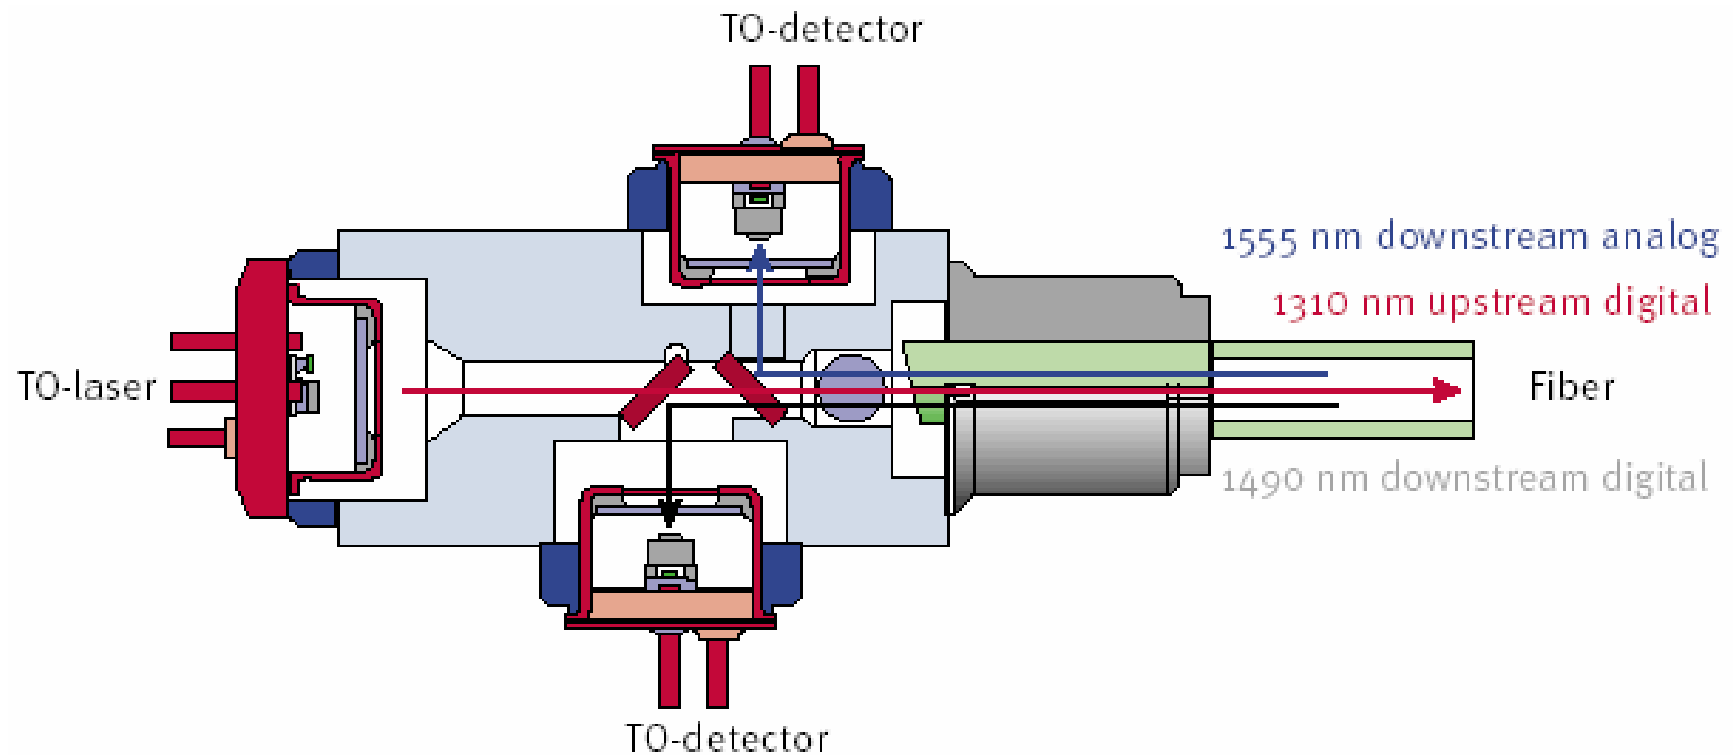 TO-detector
1555 nm downstream analog
1310 nm upstream digital
TO-laser
Fiber
1490 nm downstream digital
TO-detector